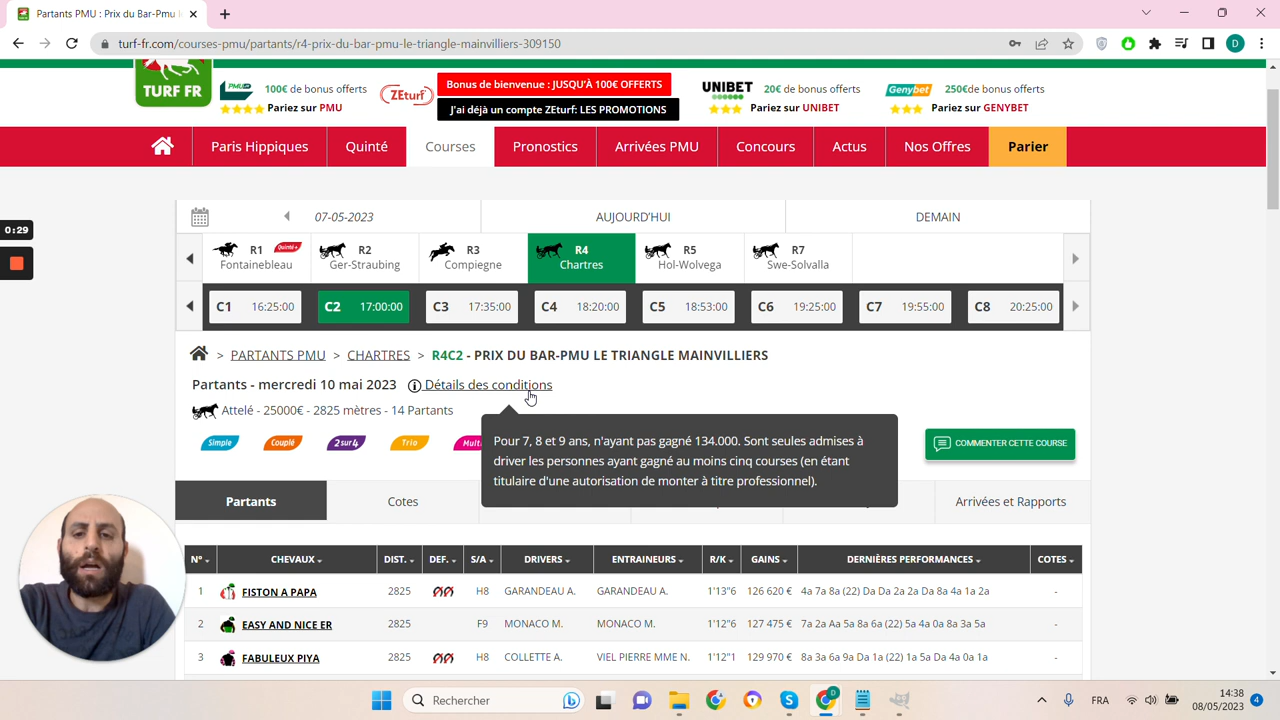 Partants PMU : Prix du Bar-Pmu
turf-fr.com/courses-pmu/partants/r4-prix-du-bar-pmu-le-triangle-mainvilliers-309150
D
TURF FR
PMU
100€ de bonus offerts
Pariez sur PMU
ZEturf
Bonus de bienvenue : JUSQU'À 100€ OFFERTS
J'ai déjà un compte ZEturf: LES PROMOTIONS
UNIBET
20€ de bonus offerts
Pariez sur UNIBET
Genybet
250€de bonus offerts
Pariez sur GENYBET
Paris Hippiques
Quinté
Courses
Pronostics
Arrivées PMU
Concours
Actus
Nos Offres
Parier
0:29
07-05-2023
AUJOURD'HUI
DEMAIN
R1 Quinté+
Fontainebleau
R2
Ger-Straubing
R3
Compiegne
R4
Chartres
R5
Hol-Wolvega
R7
Swe-Solvalla
C1 16:25:00
C2 17:00:00
C3 17:35:00
C4 18:20:00
C5 18:53:00
C6 19:25:00
C7 19:55:00
C8 20:25:00
> PARTANTS PMU > CHARTRES > R4C2 - PRIX DU BAR-PMU LE TRIANGLE MAINVILLIERS
Partants - mercredi 10 mai 2023 Détails des conditions
Attelé - 25000€ - 2825 mètres - 14 Partants
Simple
Couplé
2sur4
Trio
Multi
Pour 7, 8 et 9 ans, n'ayant pas gagné 134.000. Sont seules admises à
driver les personnes ayant gagné au moins cinq courses (en étant
titulaire d'une autorisation de monter à titre professionnel).
COMMENTER CETTE COURSE
Partants
Cotes
Arrivées et Rapports
N° CHEVAUX DIST. DEF. S/A DRIVERS ENTRAINEURS R/K GAINS DERNIÈRES PERFORMANCES COTES
1 FISTON A PAPA 2825 H8 GARANDEAU A. GARANDEAU A. 1'13"6 126 620 € 4a 7a 8a (22) Da Da 2a 2a Da 8a 4a 1a 2a -
2 EASY AND NICE ER 2825 F9 MONACO M. MONACO M. 1'12"6 127 475 € 7a 2a Aa 5a 8a 6a (22) 5a 4a 0a 8a 3a 5a -
3 FABULEUX PIYA 2825 H8 COLLETTE A. VIEL PIERRE MME N. 1'12"1 129 970 € 8a 3a 6a 9a Da 1a (22) 1a 5a Da 4a 0a 1a -
Rechercher
FRA
14:38
08/05/2023
4